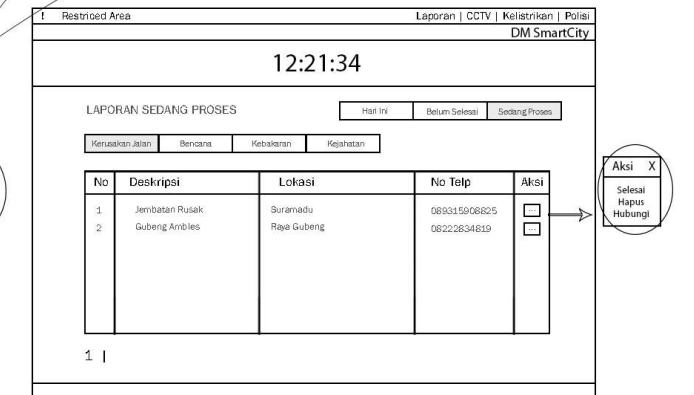 ! Restriced Area Laporan | CCTV | Kelistrikan | Polisi
DM SmartCity
12:21:34
LAPORAN SEDANG PROSES Hari Ini Belum Selesai Sedang Proses
Kerusakan Jalan Bencana Kebakaran Kejahatan
No Deskripsi Lokasi No Telp Aksi
1 Jembatan Rusak Suramadu 089315908825 ...
2 Gubeng Ambles Raya Gubeng 08222834819 ...
1 |
Aksi X
Selesai
Hapus
Hubungi